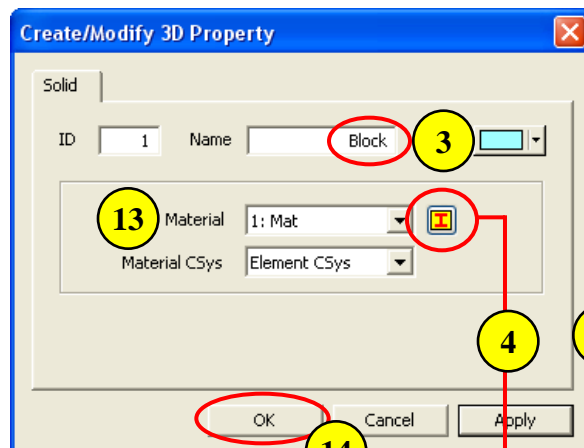 Create/Modify 3D Property
Solid
ID 1 Name Block 3
13 Material 1: Mat
Material CSys Element CSys
4
OK Cancel Apply
14